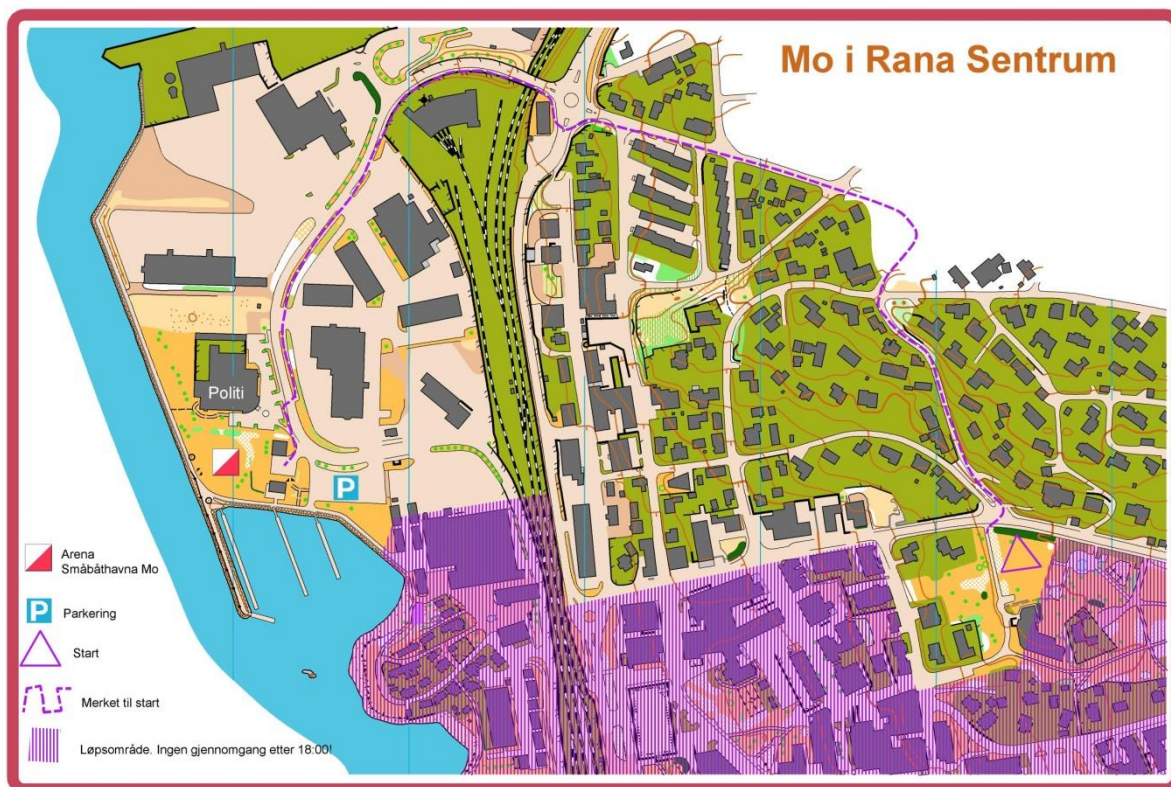 Mo i Rana Sentrum
Politi
P
Arena
Småbåthavna Mo
P
Parkering
Start
Merket til start
Løpsområde. Ingen gjennomgang etter 18:00!